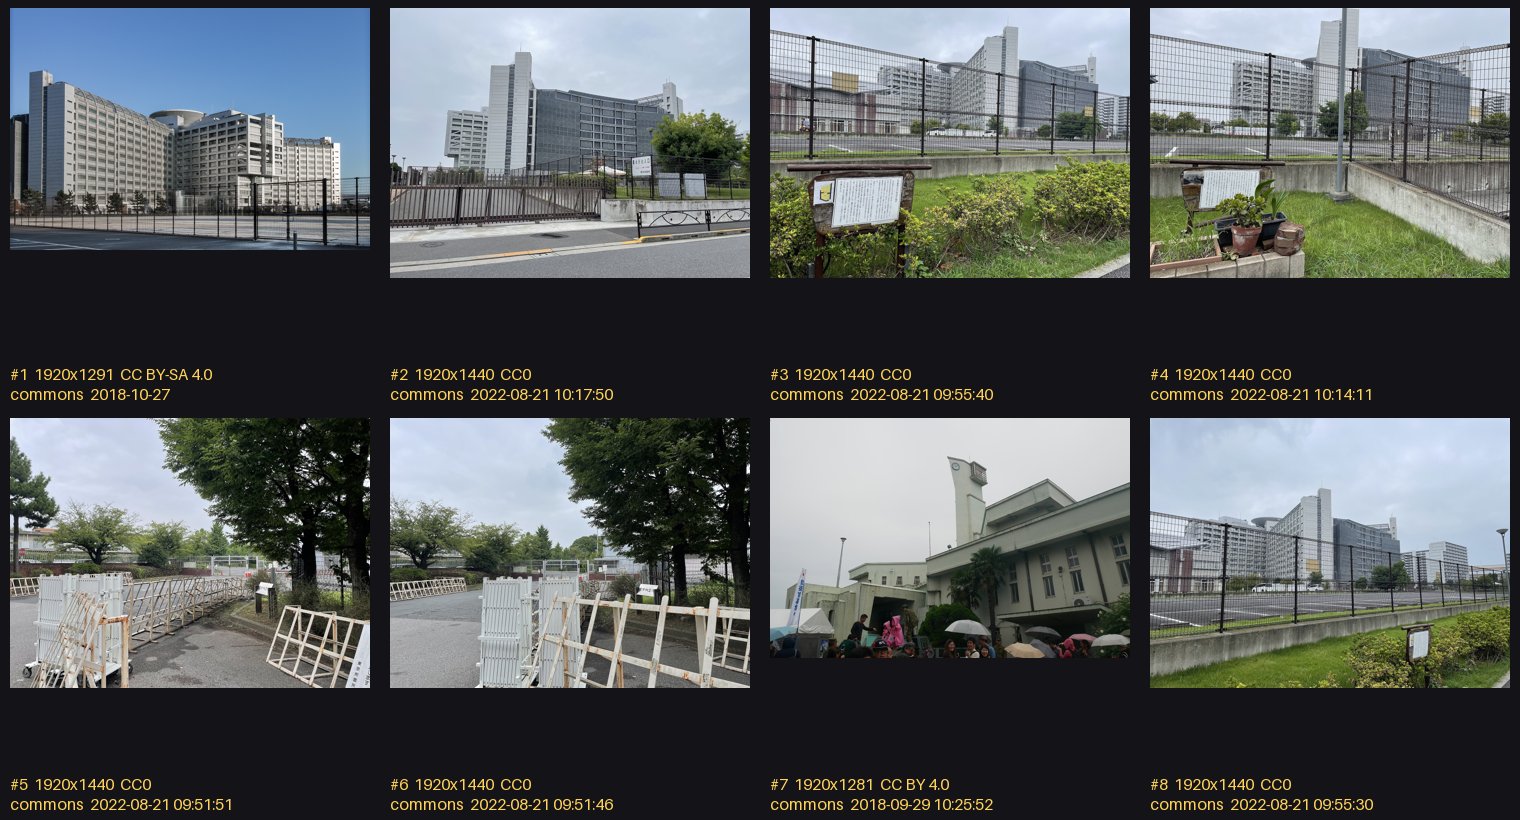 #1 1920x1291 CC BY-SA 4.0
commons 2018-10-27
#2 1920x1440 CC0
commons 2022-08-21 10:17:50
#3 1920x1440 CC0
commons 2022-08-21 09:55:40
#4 1920x1440 CC0
commons 2022-08-21 10:14:11
#5 1920x1440 CC0
commons 2022-08-21 09:51:51
#6 1920x1440 CC0
commons 2022-08-21 09:51:46
#7 1920x1281 CC BY 4.0
commons 2018-09-29 10:25:52
#8 1920x1440 CC0
commons 2022-08-21 09:55:30